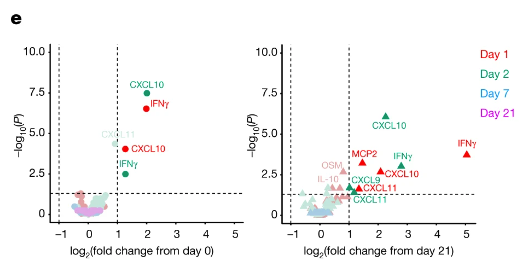 e
10.0
7.5
5.0
2.5
0
–log10(P)
CXCL10
IFNγ
CXCL11
CXCL10
IFNγ
−1 0 1 2 3 4 5
log2(fold change from day 0)
10.0
7.5
5.0
2.5
0
–log10(P)
CXCL10
IFNγ
MCP2
IFNγ
OSM
CXCL10
IL-10
CXCL9
CXCL11
CXCL11
−1 0 1 2 3 4 5
log2(fold change from day 21)
Day 1
Day 2
Day 7
Day 21